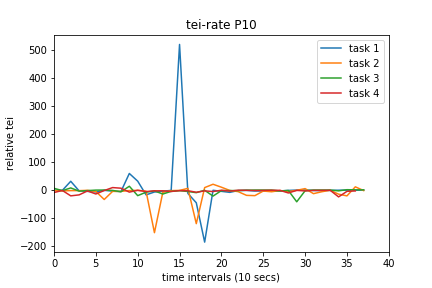 tei-rate P10
relative tei
500
400
300
200
100
0
−100
−200
0 5 10 15 20 25 30 35 40
time intervals (10 secs)
task 1
task 2
task 3
task 4